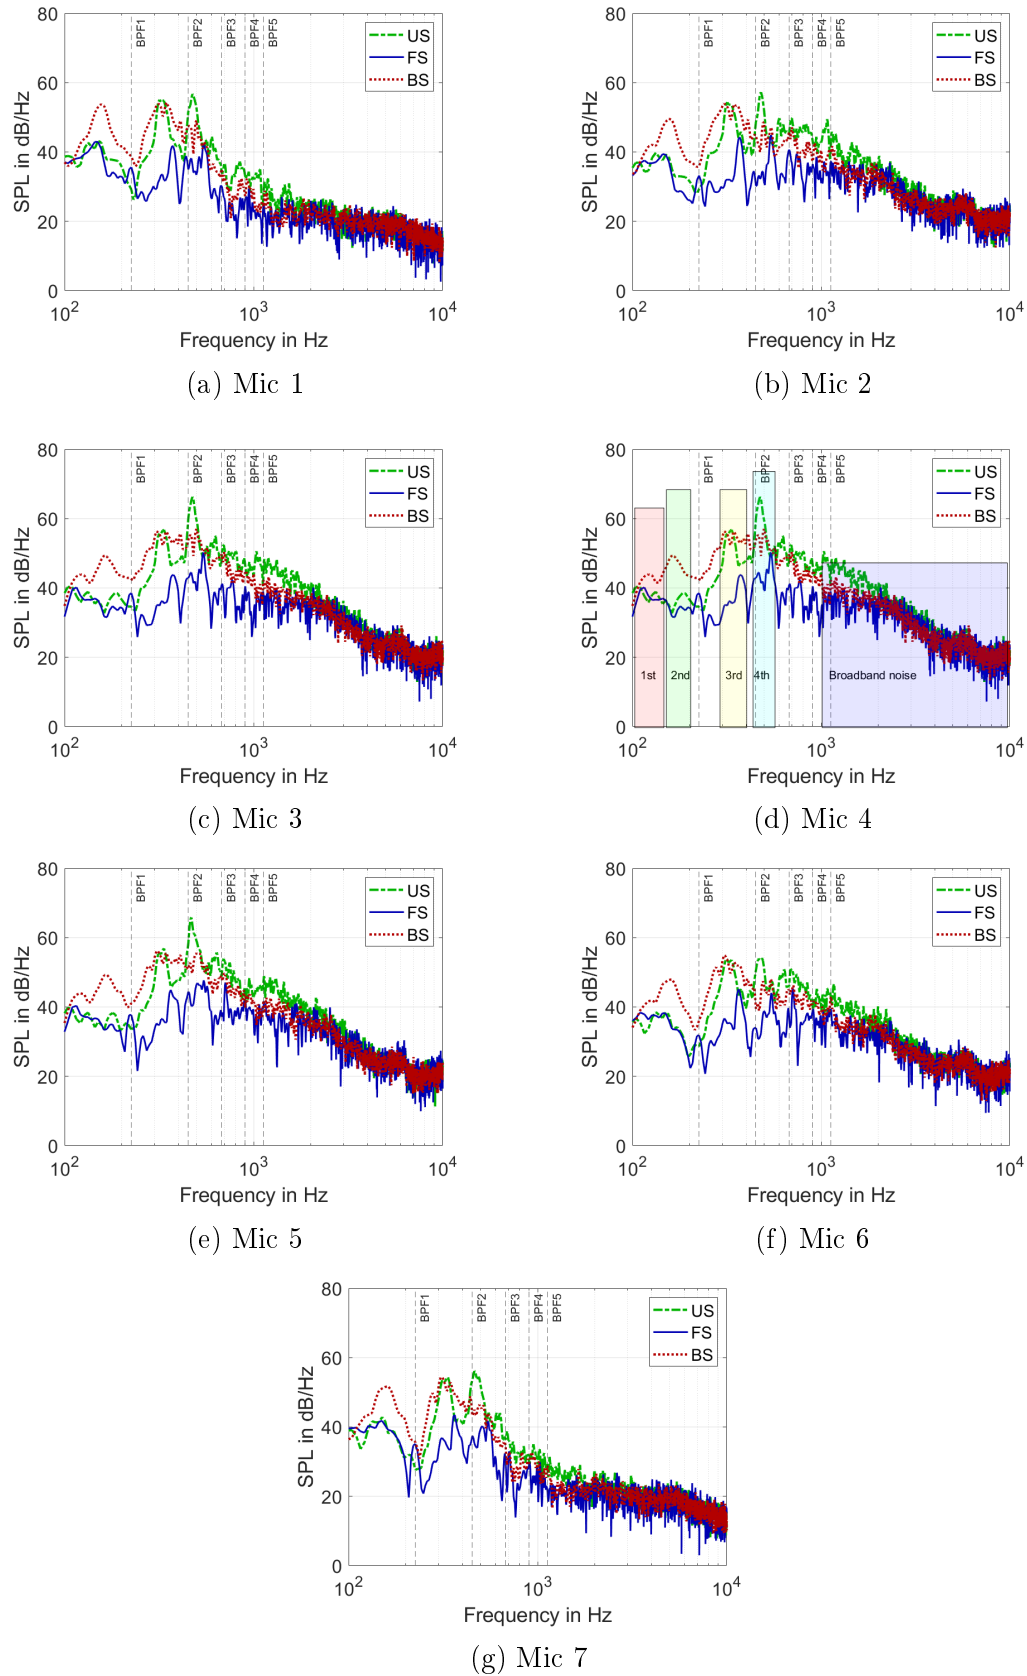 80
60
40
20
0
SPL in dB/Hz
BPF1
BPF2
BPF3
BPF4
BPF5
US
FS
BS
10^2
10^3
10^4
Frequency in Hz
(a) Mic 1
80
60
40
20
0
SPL in dB/Hz
BPF1
BPF2
BPF3
BPF4
BPF5
US
FS
BS
10^2
10^3
10^4
Frequency in Hz
(b) Mic 2
80
60
40
20
0
SPL in dB/Hz
BPF1
BPF2
BPF3
BPF4
BPF5
US
FS
BS
10^2
10^3
10^4
Frequency in Hz
(c) Mic 3
80
60
40
20
0
SPL in dB/Hz
BPF1
BPF2
BPF3
BPF4
BPF5
US
FS
BS
1st
2nd
3rd
4th
Broadband noise
10^2
10^3
10^4
Frequency in Hz
(d) Mic 4
80
60
40
20
0
SPL in dB/Hz
BPF1
BPF2
BPF3
BPF4
BPF5
US
FS
BS
10^2
10^3
10^4
Frequency in Hz
(e) Mic 5
80
60
40
20
0
SPL in dB/Hz
BPF1
BPF2
BPF3
BPF4
BPF5
US
FS
BS
10^2
10^3
10^4
Frequency in Hz
(f) Mic 6
80
60
40
20
0
SPL in dB/Hz
BPF1
BPF2
BPF3
BPF4
BPF5
US
FS
BS
10^2
10^3
10^4
Frequency in Hz
(g) Mic 7